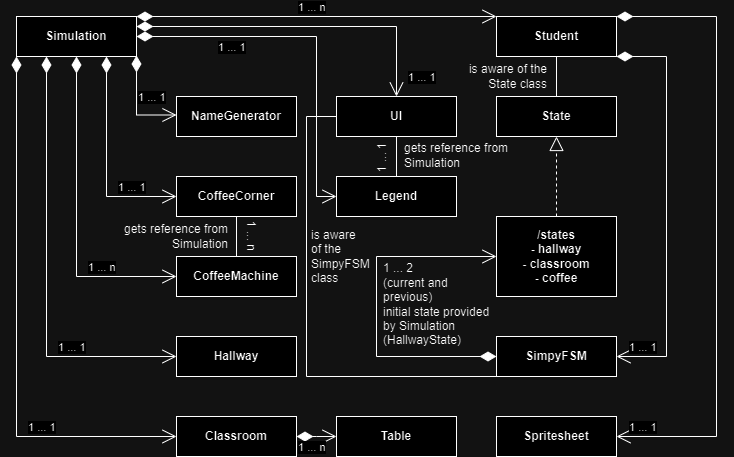 1 ... n
Simulation
Student
1 ... 1
is aware of the
State class
1 ... 1
1 ... 1
NameGenerator
UI
State
gets reference from
Simulation
1 ... 1
1 ... 1
CoffeeCorner
Legend
gets reference from
Simulation
1 ... n
is aware
of the
SimpyFSM
class
/states
- hallway
- classroom
- coffee
1 ... n
CoffeeMachine
1 ... 2
(current and
previous)
initial state provided
by Simulation
(HallwayState)
1 ... 1
Hallway
SimpyFSM
1 ... 1
1 ... 1
Classroom
1 ... n
Table
Spritesheet
1 ... 1